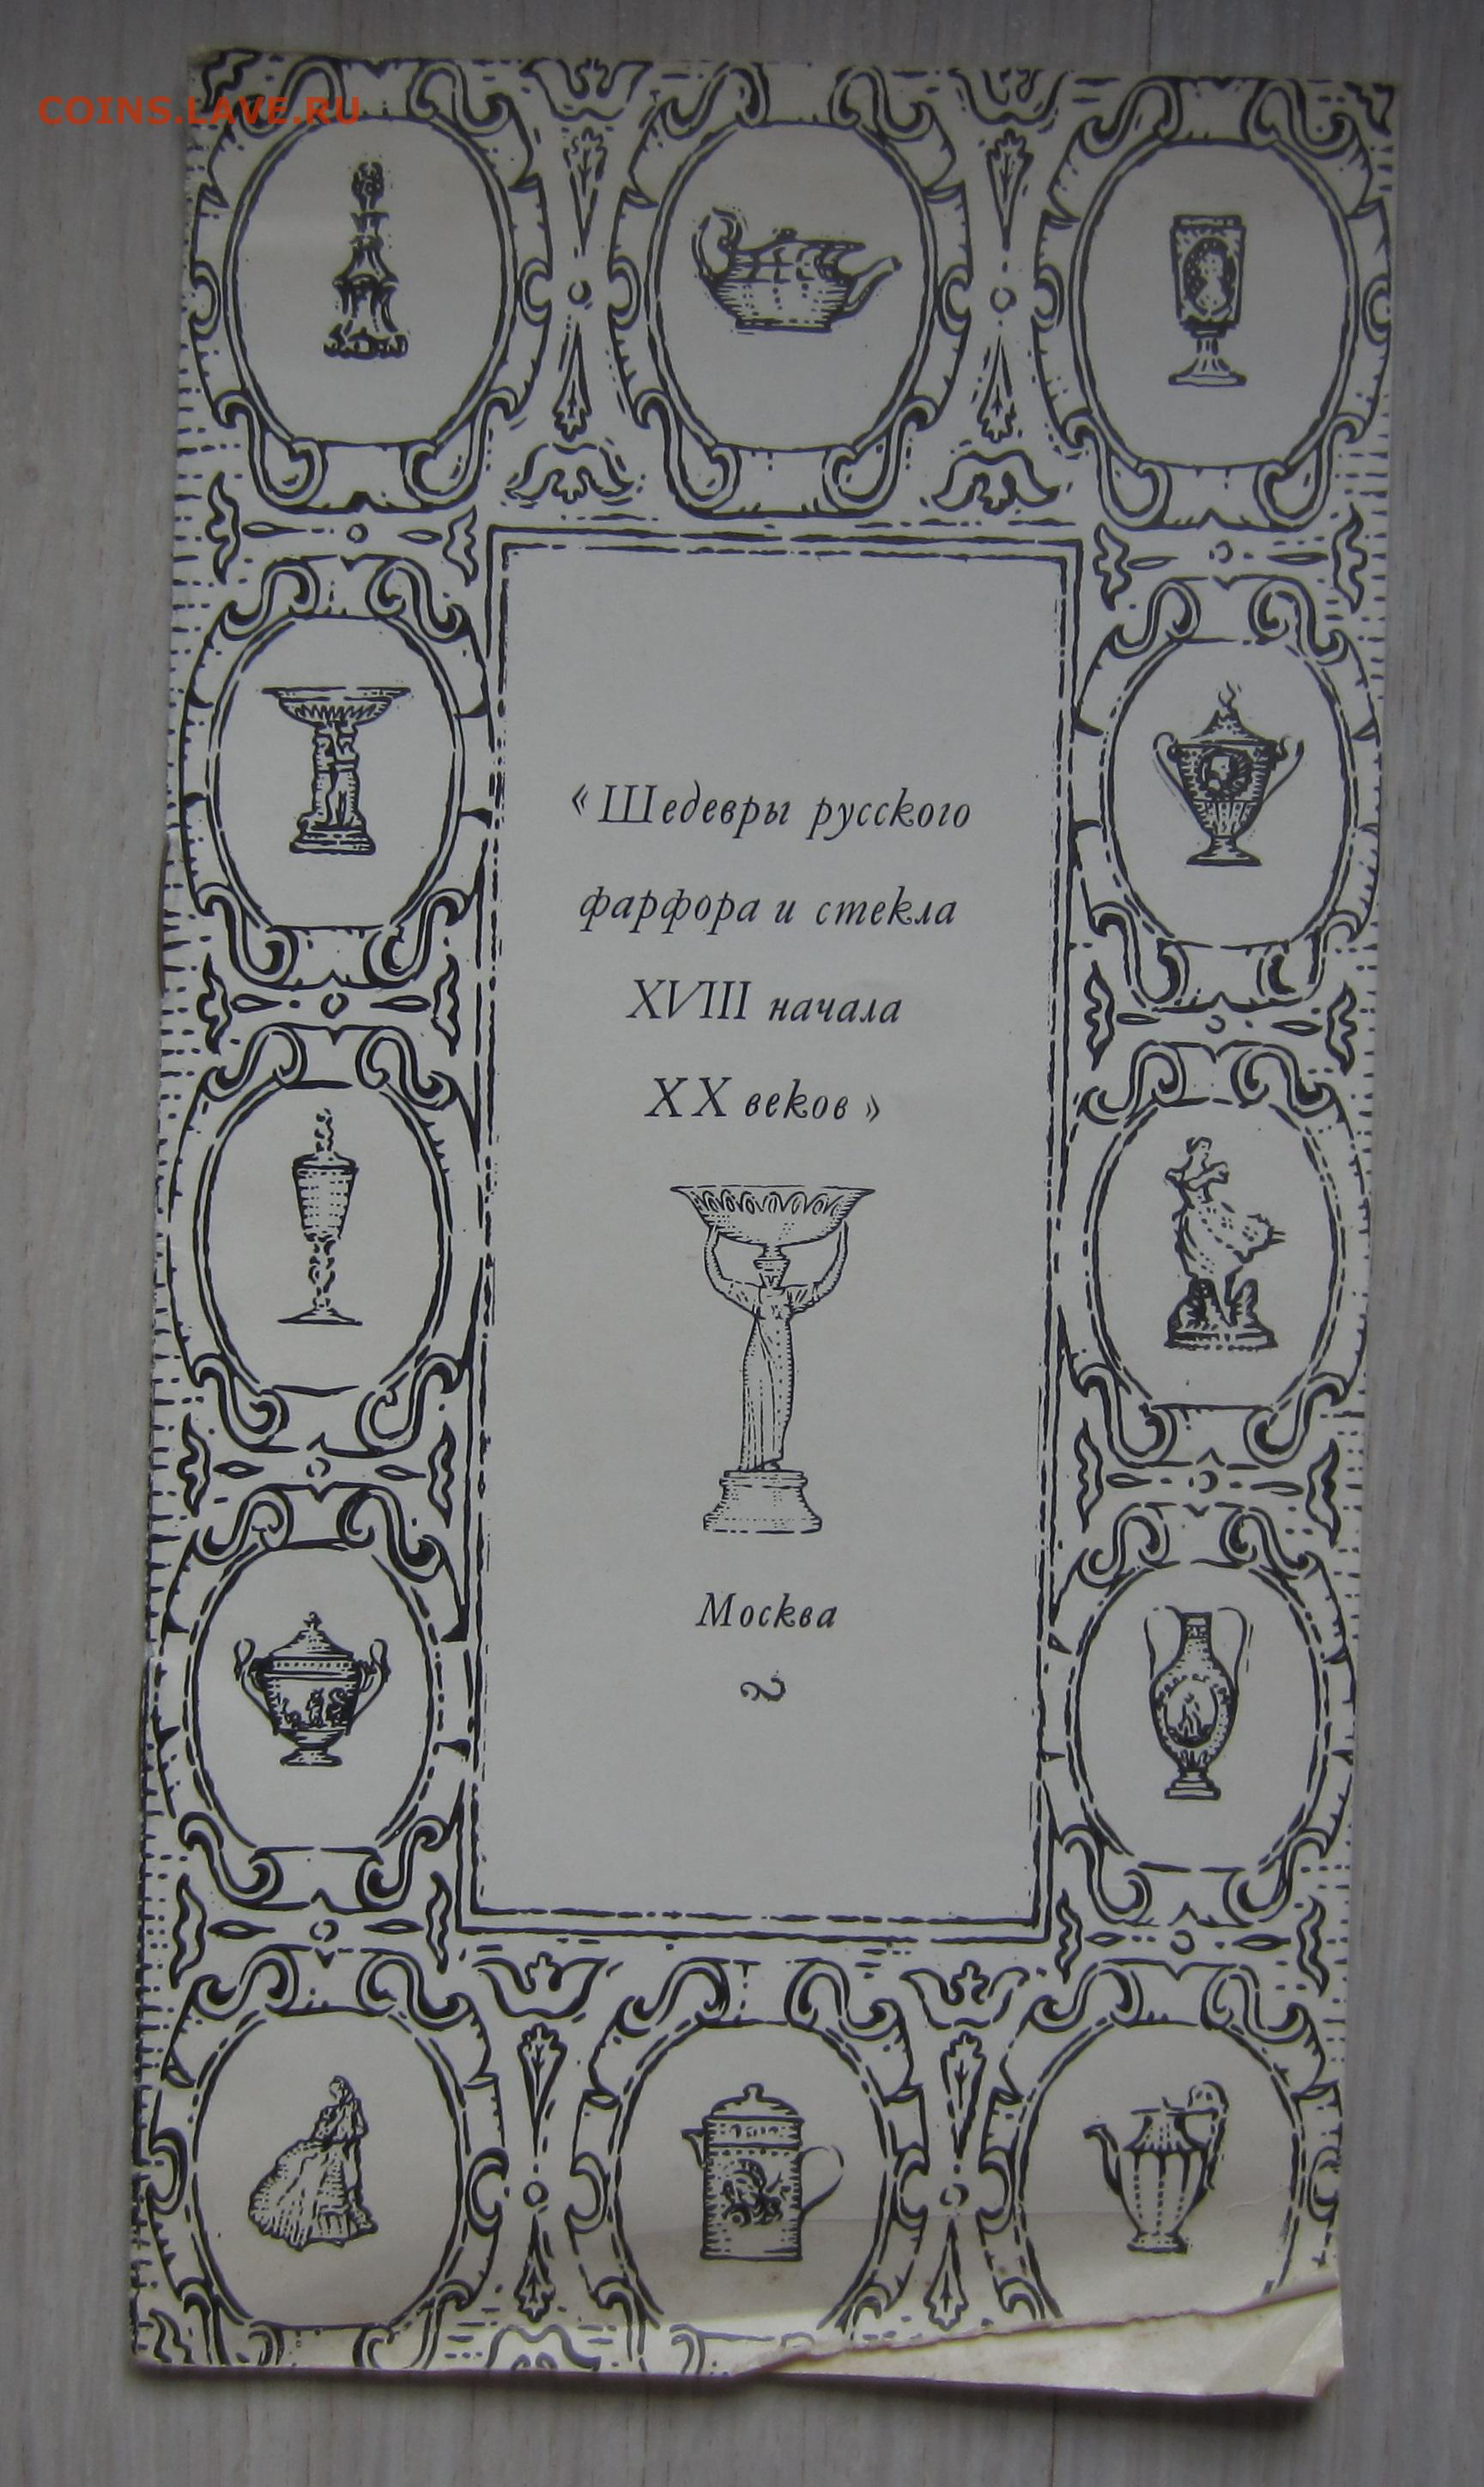 COINS.LAVE.RU
«Шедевры русского
фарфора и стекла
XVIII начала
XX веков»
Москва